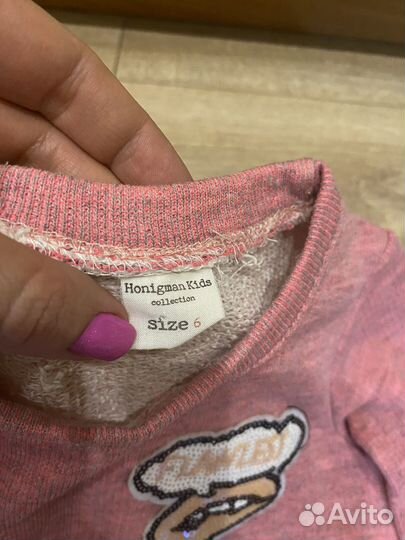 Honigman Kids
collection
size 6
Avito